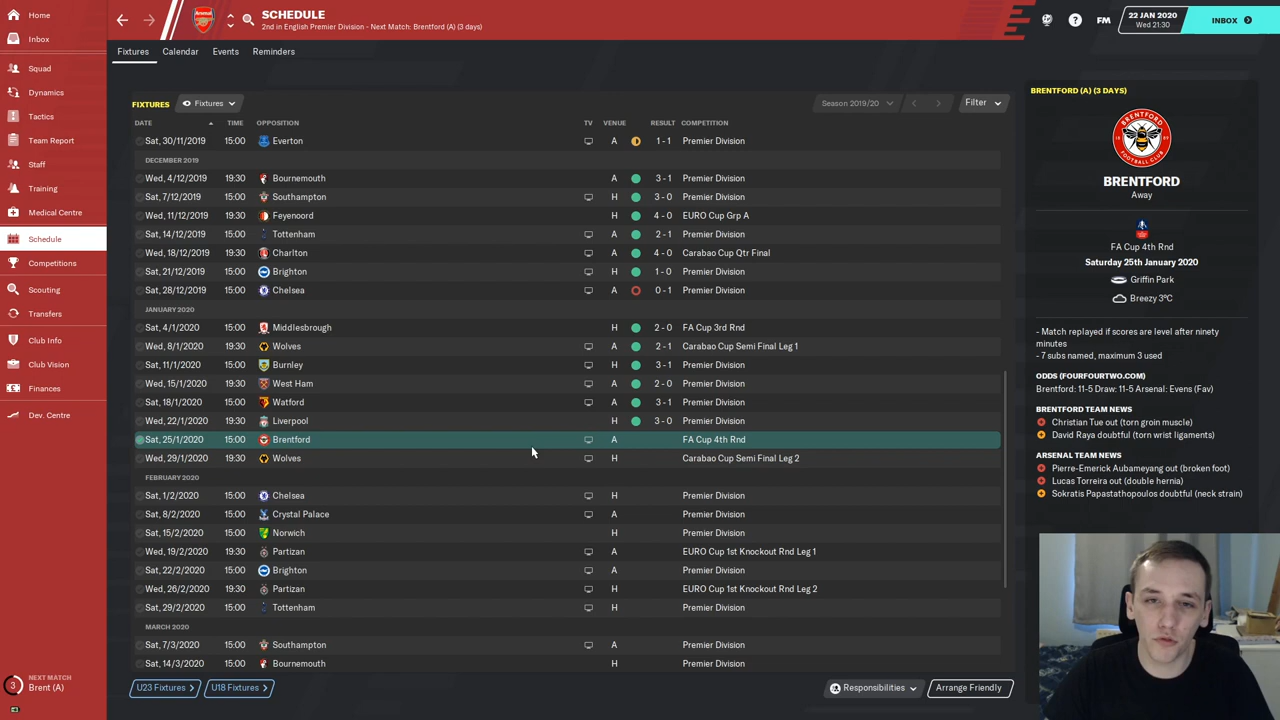 Home
Inbox
Squad
Dynamics
Tactics
Team Report
Staff
Training
Medical Centre
Schedule
Competitions
Scouting
Transfers
Club Info
Club Vision
Finances
Dev. Centre
3
NEXT MATCH
Brent (A)
Arsenal
SCHEDULE
2nd in English Premier Division - Next Match: Brentford (A) (3 days)
?
FM
22 JAN 2020
Wed 21:30
INBOX
Fixtures Calendar Events Reminders
FIXTURES Fixtures Season 2019/20 Filter
DATE TIME OPPOSITION TV VENUE RESULT COMPETITION
Sat, 30/11/2019 15:00 Everton A 1 - 1 Premier Division
DECEMBER 2019
Wed, 4/12/2019 19:30 Bournemouth A 3 - 1 Premier Division
Sat, 7/12/2019 15:00 Southampton H 3 - 0 Premier Division
Wed, 11/12/2019 19:30 Feyenoord H 4 - 0 EURO Cup Grp A
Sat, 14/12/2019 15:00 Tottenham A 2 - 1 Premier Division
Wed, 18/12/2019 19:30 Charlton A 4 - 0 Carabao Cup Qtr Final
Sat, 21/12/2019 15:00 Brighton H 1 - 0 Premier Division
Sat, 28/12/2019 15:00 Chelsea A 0 - 1 Premier Division
JANUARY 2020
Sat, 4/1/2020 15:00 Middlesbrough H 2 - 0 FA Cup 3rd Rnd
Wed, 8/1/2020 19:30 Wolves A 2 - 1 Carabao Cup Semi Final Leg 1
Sat, 11/1/2020 15:00 Burnley H 3 - 1 Premier Division
Wed, 15/1/2020 19:30 West Ham A 2 - 0 Premier Division
Sat, 18/1/2020 15:00 Watford A 3 - 1 Premier Division
Wed, 22/1/2020 19:30 Liverpool H 3 - 0 Premier Division
Sat, 25/1/2020 15:00 Brentford A FA Cup 4th Rnd
Wed, 29/1/2020 19:30 Wolves H Carabao Cup Semi Final Leg 2
FEBRUARY 2020
Sat, 1/2/2020 15:00 Chelsea H Premier Division
Sat, 8/2/2020 15:00 Crystal Palace A Premier Division
Sat, 15/2/2020 15:00 Norwich H Premier Division
Wed, 19/2/2020 19:30 Partizan A EURO Cup 1st Knockout Rnd Leg 1
Sat, 22/2/2020 15:00 Brighton A Premier Division
Wed, 26/2/2020 19:30 Partizan H EURO Cup 1st Knockout Rnd Leg 2
Sat, 29/2/2020 15:00 Tottenham H Premier Division
MARCH 2020
Sat, 7/3/2020 15:00 Southampton A Premier Division
Sat, 14/3/2020 15:00 Bournemouth H Premier Division
U23 Fixtures U18 Fixtures Responsibilities Arrange Friendly
BRENTFORD (A) (3 DAYS)
BRENTFORD
FOOTBALL CLUB
BRENTFORD
Away
FA Cup 4th Rnd
Saturday 25th January 2020
Griffin Park
Breezy 3°C
- Match replayed if scores are level after ninety
minutes
- 7 subs named, maximum 3 used
ODDS (FOURFOURTWO.COM)
Brentford: 11-5 Draw: 11-5 Arsenal: Evens (Fav)
BRENTFORD TEAM NEWS
Christian Tue out (torn groin muscle)
David Raya doubtful (torn wrist ligaments)
ARSENAL TEAM NEWS
Pierre-Emerick Aubameyang out (broken foot)
Lucas Torreira out (double hernia)
Sokratis Papastathopoulos doubtful (neck strain)